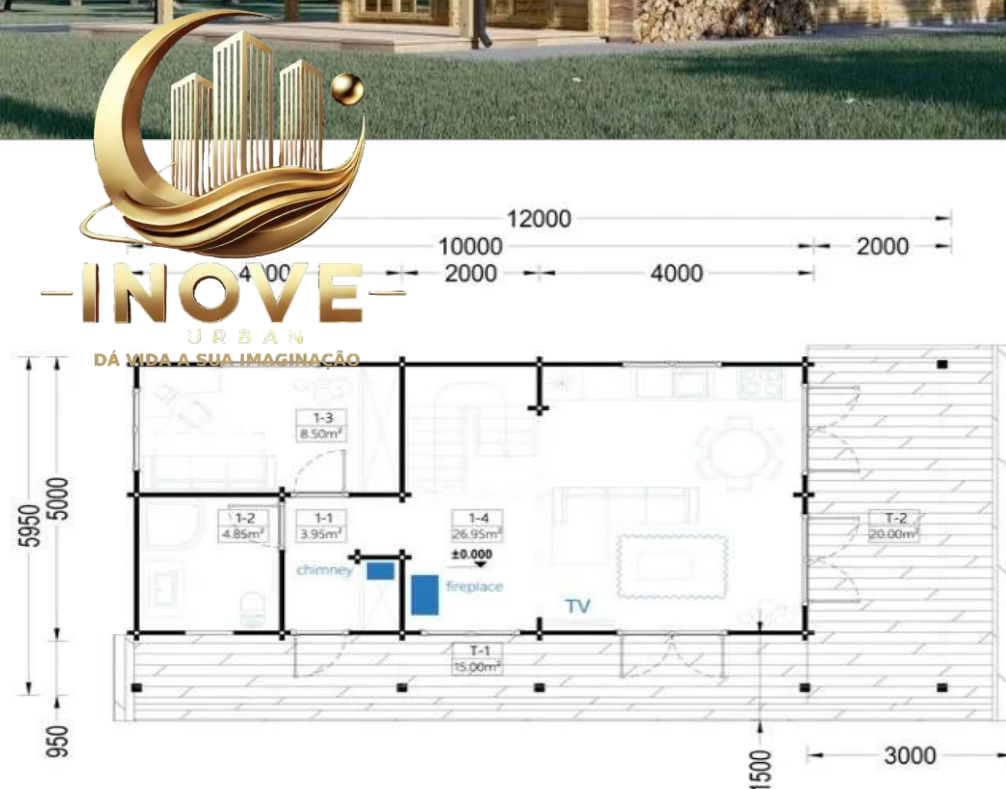 INOVE
URBAN
DÁ VIDA A SUA IMAGINAÇÃO
12000
10000
2000
4000
2000
4000
1-3
8.50m²
5950
5000
1-2
4.85m²
1-1
3.95m²
1-4
26.95m²
±0.000
T-2
20.00m²
chimney
fireplace
TV
T-1
15.00m²
950
1500
3000